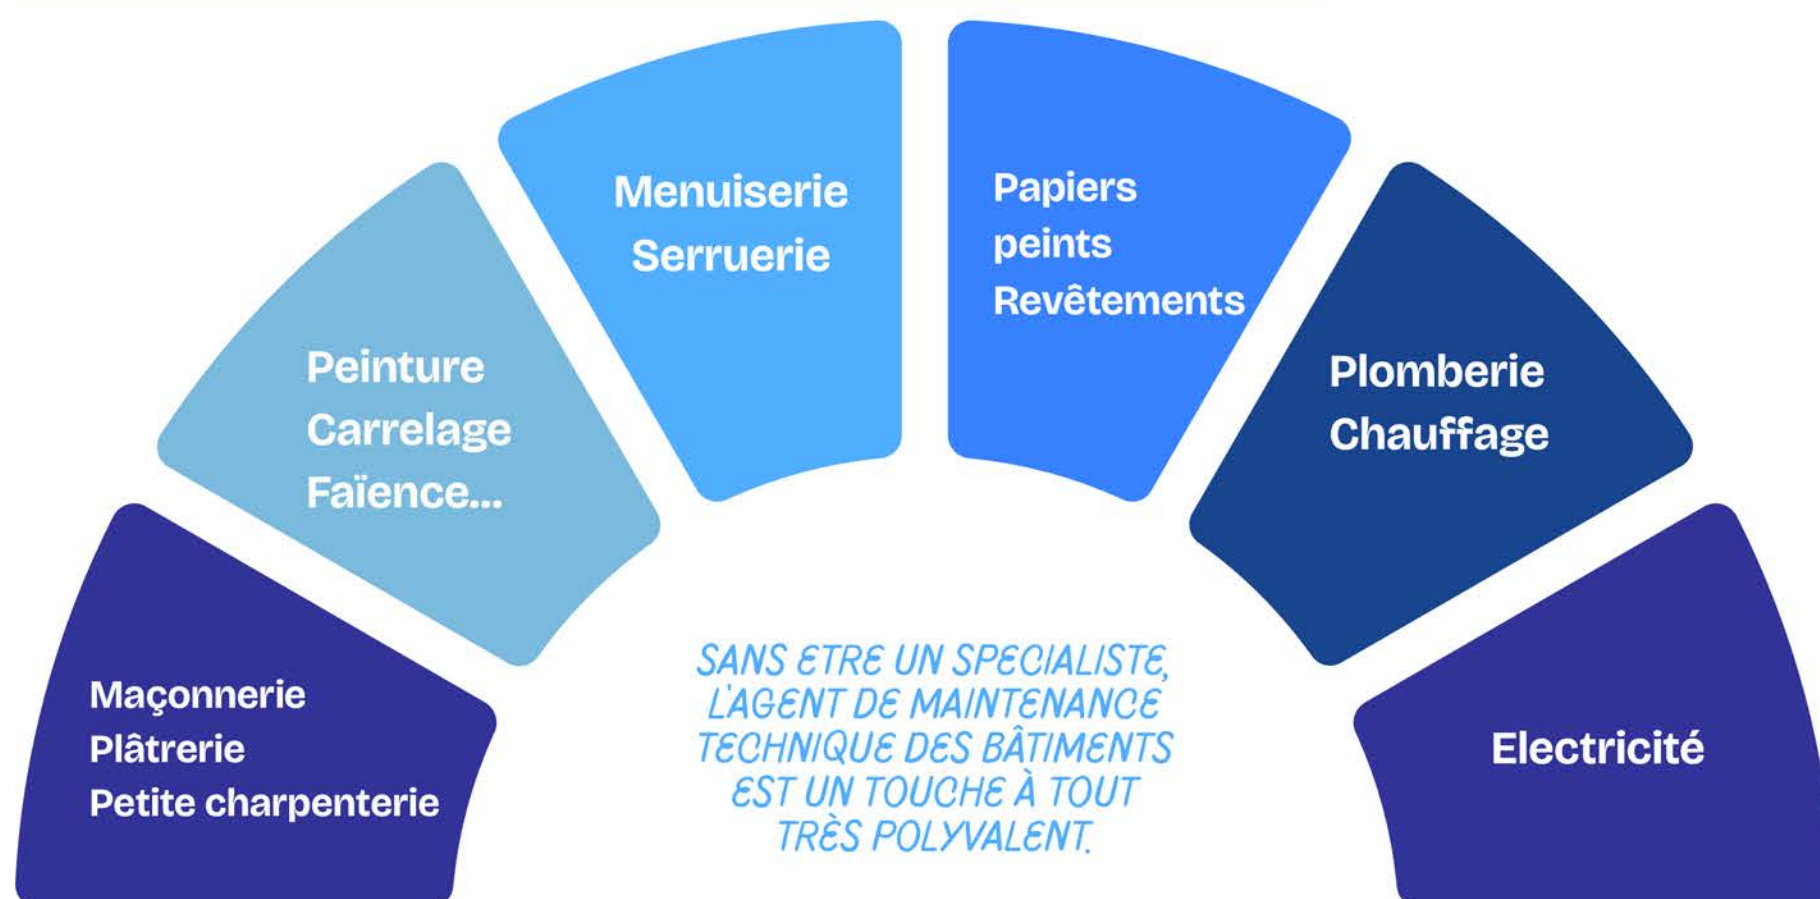 Menuiserie
Serruerie
Papiers
peints
Revêtements
Peinture
Carrelage
Faïence...
Plomberie
Chauffage
Maçonnerie
Plâtrerie
Petite charpenterie
SANS ETRE UN SPECIALISTE,
L'AGENT DE MAINTENANCE
TECHNIQUE DES BÂTIMENTS
EST UN TOUCHE À TOUT
TRÈS POLYVALENT.
Electricité